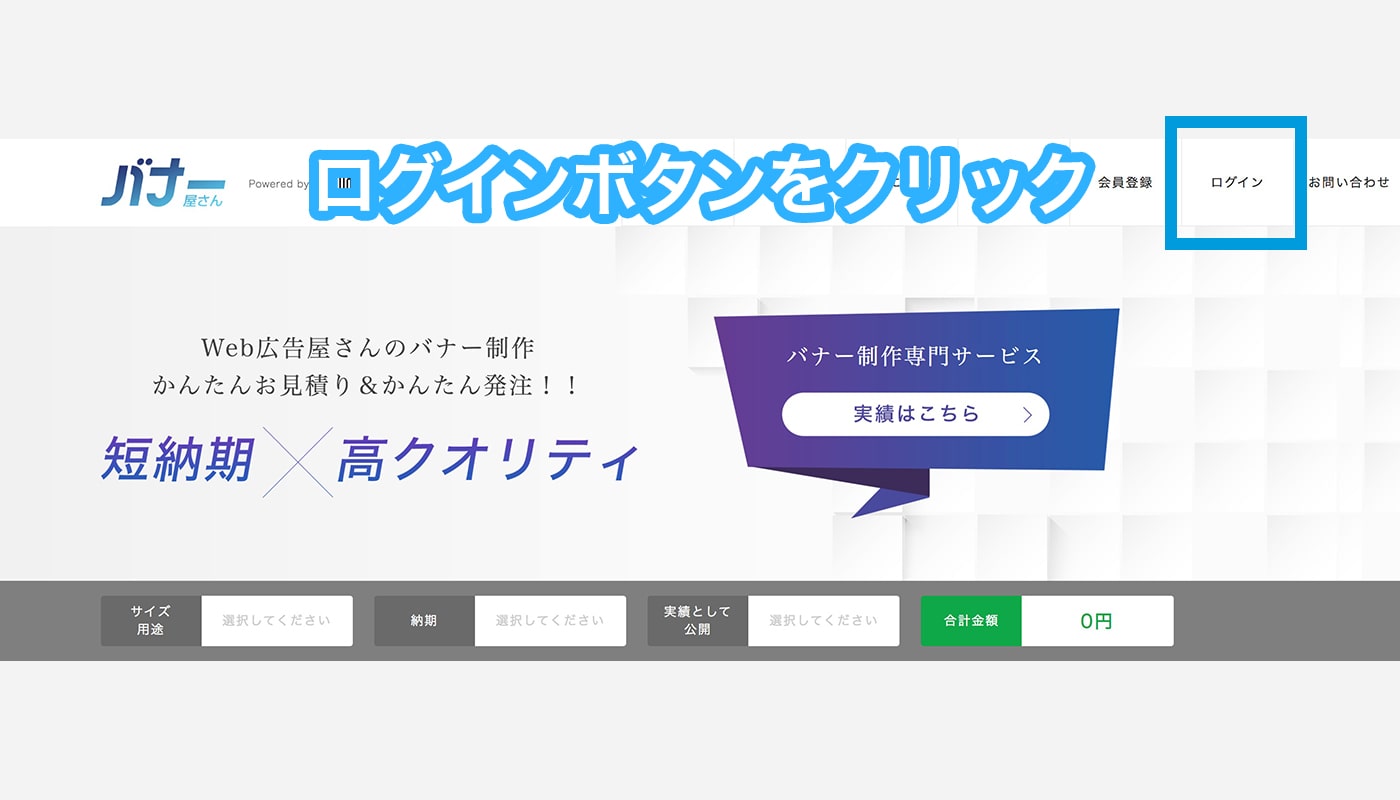 バナー
屋さん
Powered by
ログインボタンをクリック
会員登録
ログイン
お問い合わせ
Web広告屋さんのバナー制作
かんたんお見積り＆かんたん発注！！
短納期×高クオリティ
バナー制作専門サービス
実績はこちら
サイズ
用途
選択してください
納期
選択してください
実績として
公開
選択してください
合計金額
0円